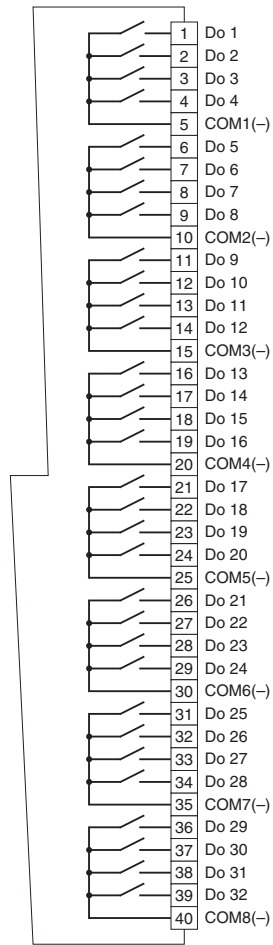 1 Do 1
2 Do 2
3 Do 3
4 Do 4
5 COM1(–)
6 Do 5
7 Do 6
8 Do 7
9 Do 8
10 COM2(–)
11 Do 9
12 Do 10
13 Do 11
14 Do 12
15 COM3(–)
16 Do 13
17 Do 14
18 Do 15
19 Do 16
20 COM4(–)
21 Do 17
22 Do 18
23 Do 19
24 Do 20
25 COM5(–)
26 Do 21
27 Do 22
28 Do 23
29 Do 24
30 COM6(–)
31 Do 25
32 Do 26
33 Do 27
34 Do 28
35 COM7(–)
36 Do 29
37 Do 30
38 Do 31
39 Do 32
40 COM8(–)